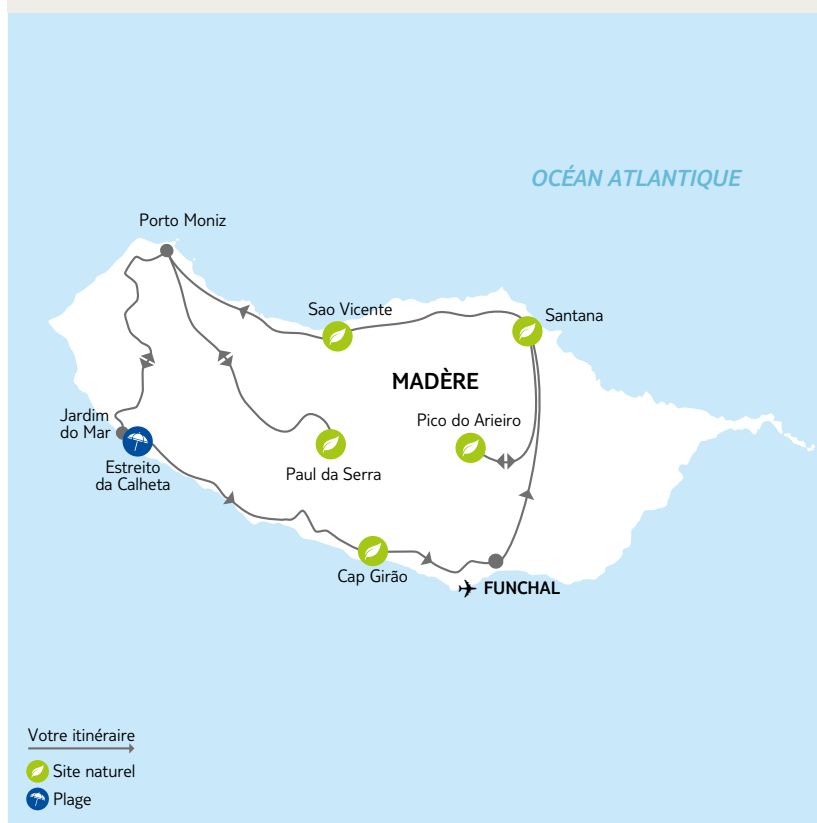 OCÉAN ATLANTIQUE
Porto Moniz
Sao Vicente
Santana
MADÈRE
Pico do Arieiro
Jardim
do Mar
Estreito
da Calheta
Paul da Serra
Cap Girão
FUNCHAL
Votre itinéraire
Site naturel
Plage